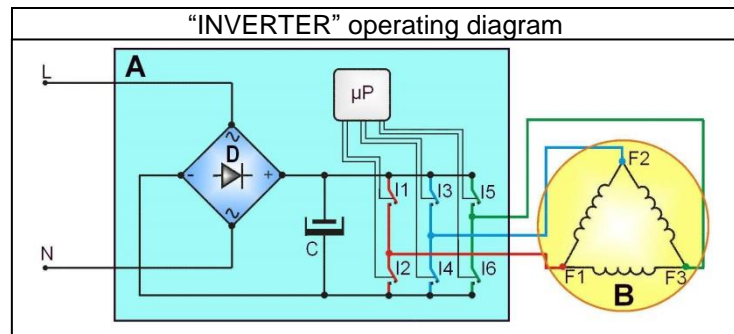 “INVERTER” operating diagram
A
L
µP
D
~
- +
~
I1 I3 I5
C
I2 I4 I6
N
F2
F1 F3
B